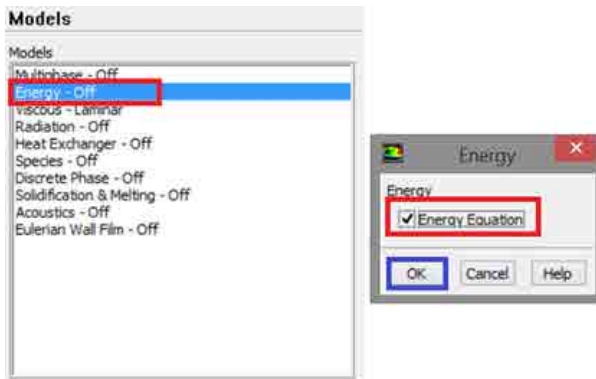 Models
Models
Multiphase - Off
Energy - Off
Viscous - Laminar
Radiation - Off
Heat Exchanger - Off
Species - Off
Discrete Phase - Off
Solidification & Melting - Off
Acoustics - Off
Eulerian Wall Film - Off
Energy
Energy
Energy Equation
OK Cancel Help